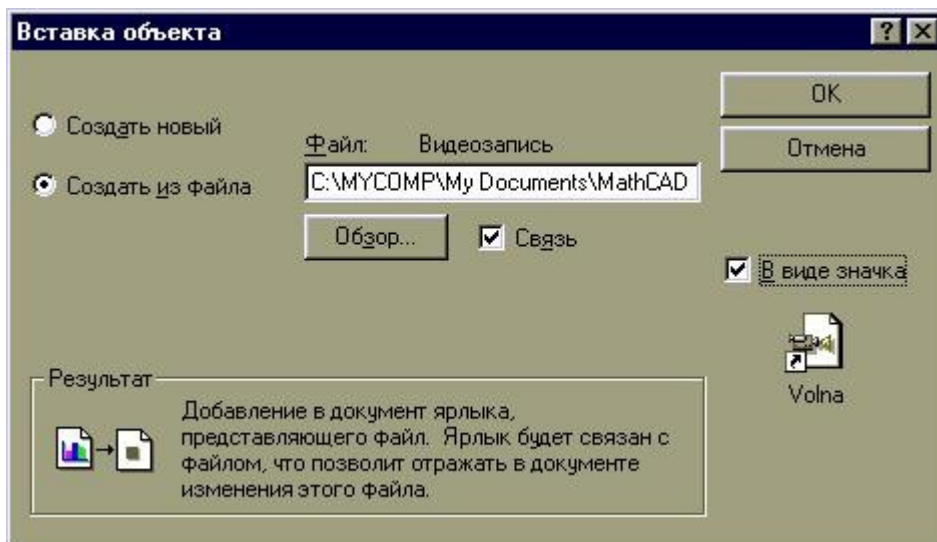 Вставка объекта
Создать новый
Создать из файла
Файл: Видеозапись
C:\MYCOMP\My Documents\MathCAD
Обзор...
Связь
OK
Отмена
В виде значка
Volna
Результат
Добавление в документ ярлыка,
представляющего файл. Ярлык будет связан с
файлом, что позволит отражать в документе
изменения этого файла.